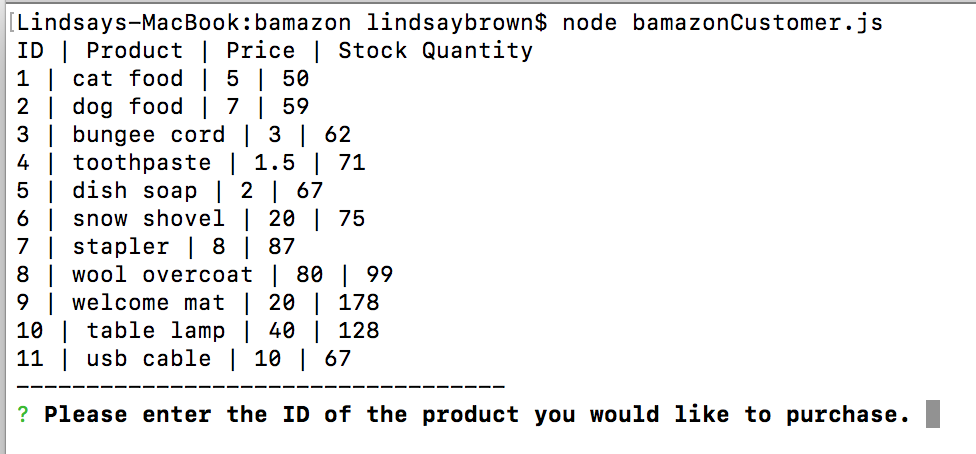 [Lindsays-MacBook:bamazon lindsaybrown$ node bamazonCustomer.js
ID | Product | Price | Stock Quantity
1 | cat food | 5 | 50
2 | dog food | 7 | 59
3 | bungee cord | 3 | 62
4 | toothpaste | 1.5 | 71
5 | dish soap | 2 | 67
6 | snow shovel | 20 | 75
7 | stapler | 8 | 87
8 | wool overcoat | 80 | 99
9 | welcome mat | 20 | 178
10 | table lamp | 40 | 128
11 | usb cable | 10 | 67
-----------------------------------
? Please enter the ID of the product you would like to purchase.